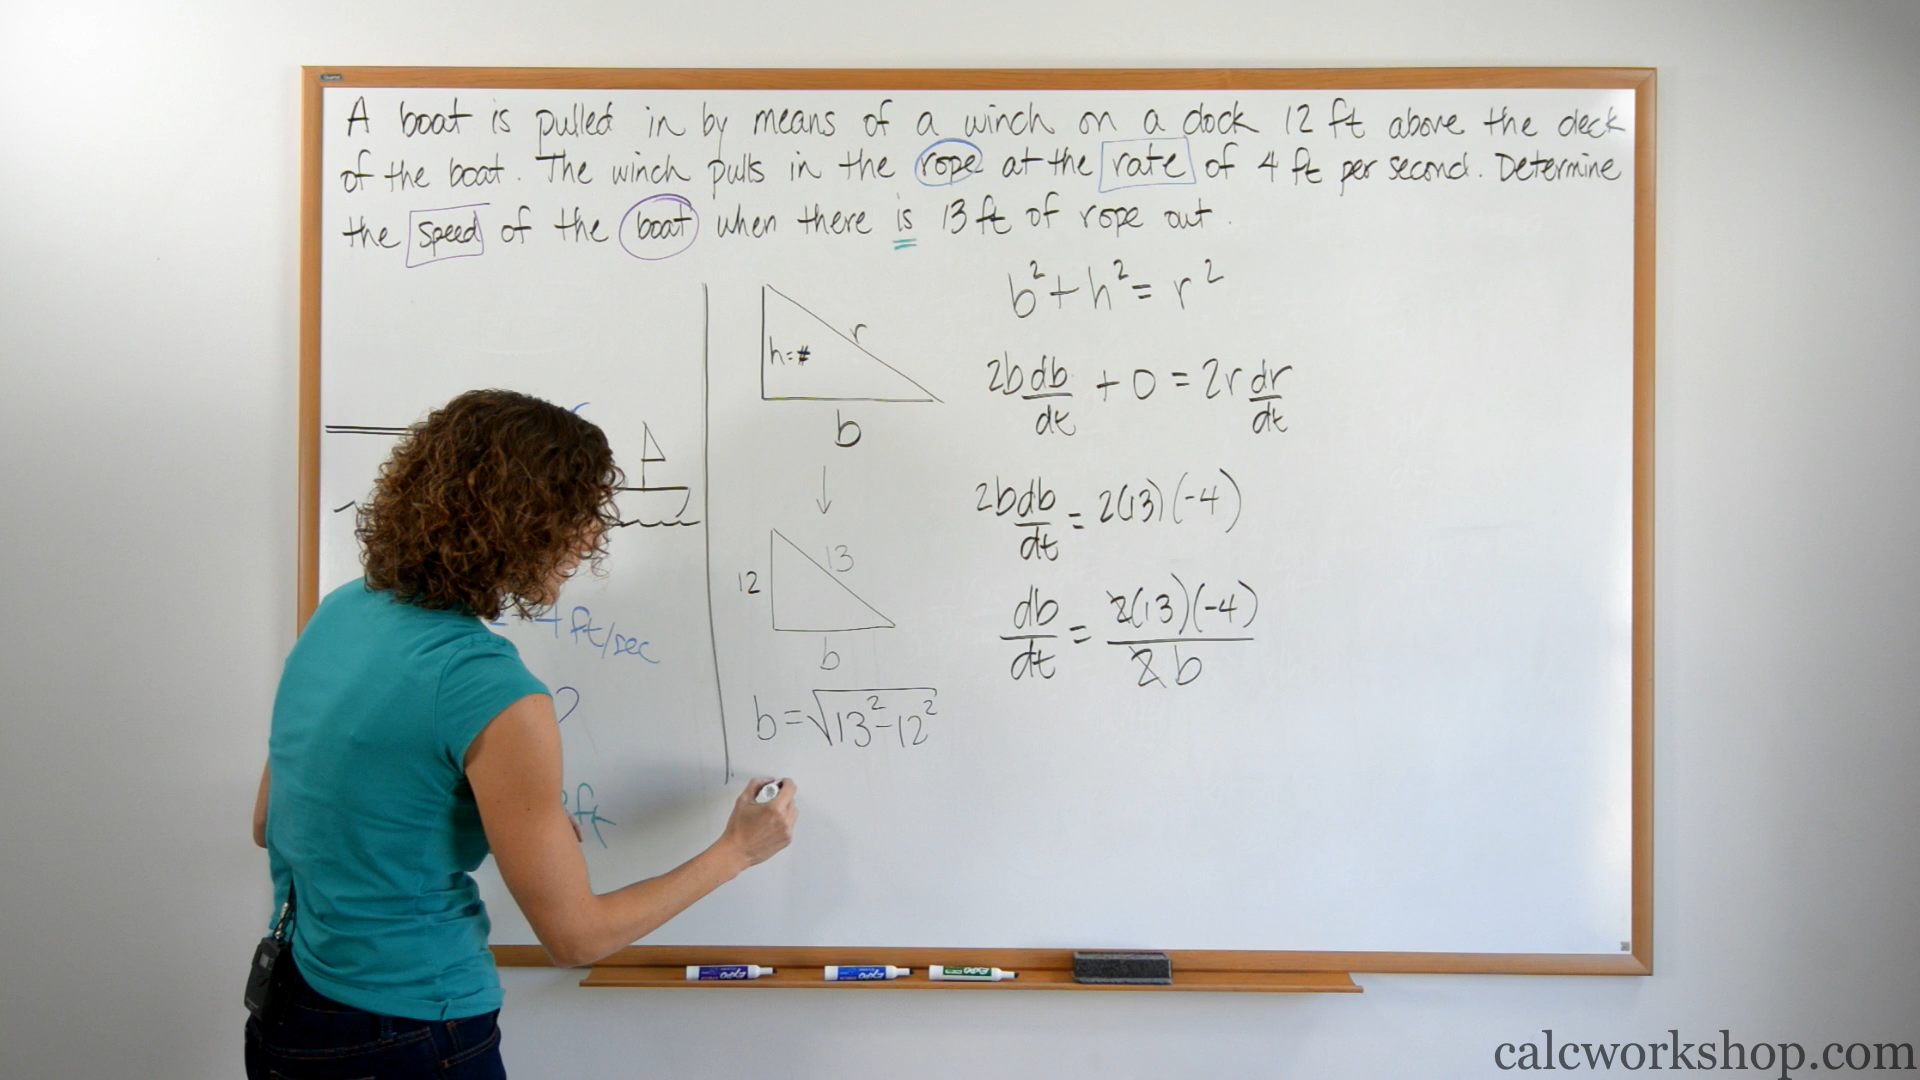 A boat is pulled in by means of a winch on a dock 12 ft above the deck
of the boat. The winch pulls in the rope at the rate of 4 ft per second. Determine
the speed of the boat when there is 13 ft of rope out.
b² + h² = r²
h = #
r
b
2b db/dt + 0 = 2r dr/dt
2b db/dt = 2(13)(-4)
12
13
b
db/dt = 2(13)(-4) / 2b
-4 ft/sec
?
b = √13² - 12²
ft
EXPO
EXPO
EXPO
calcworkshop.com